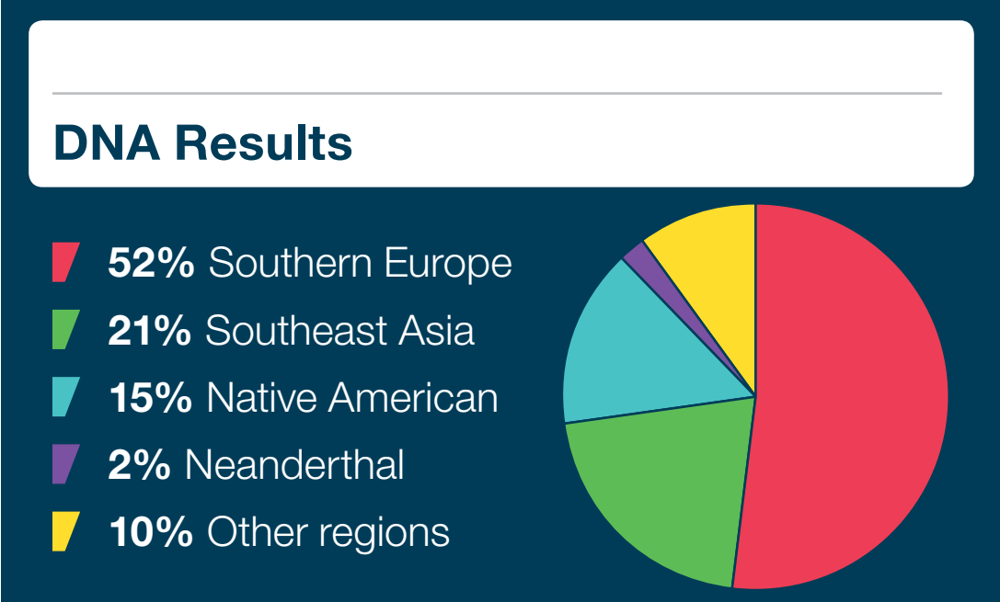 DNA Results
52% Southern Europe
21% Southeast Asia
15% Native American
2% Neanderthal
10% Other regions